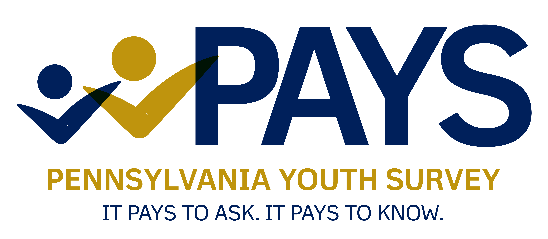 PAYS
PENNSYLVANIA YOUTH SURVEY
IT PAYS TO ASK. IT PAYS TO KNOW.